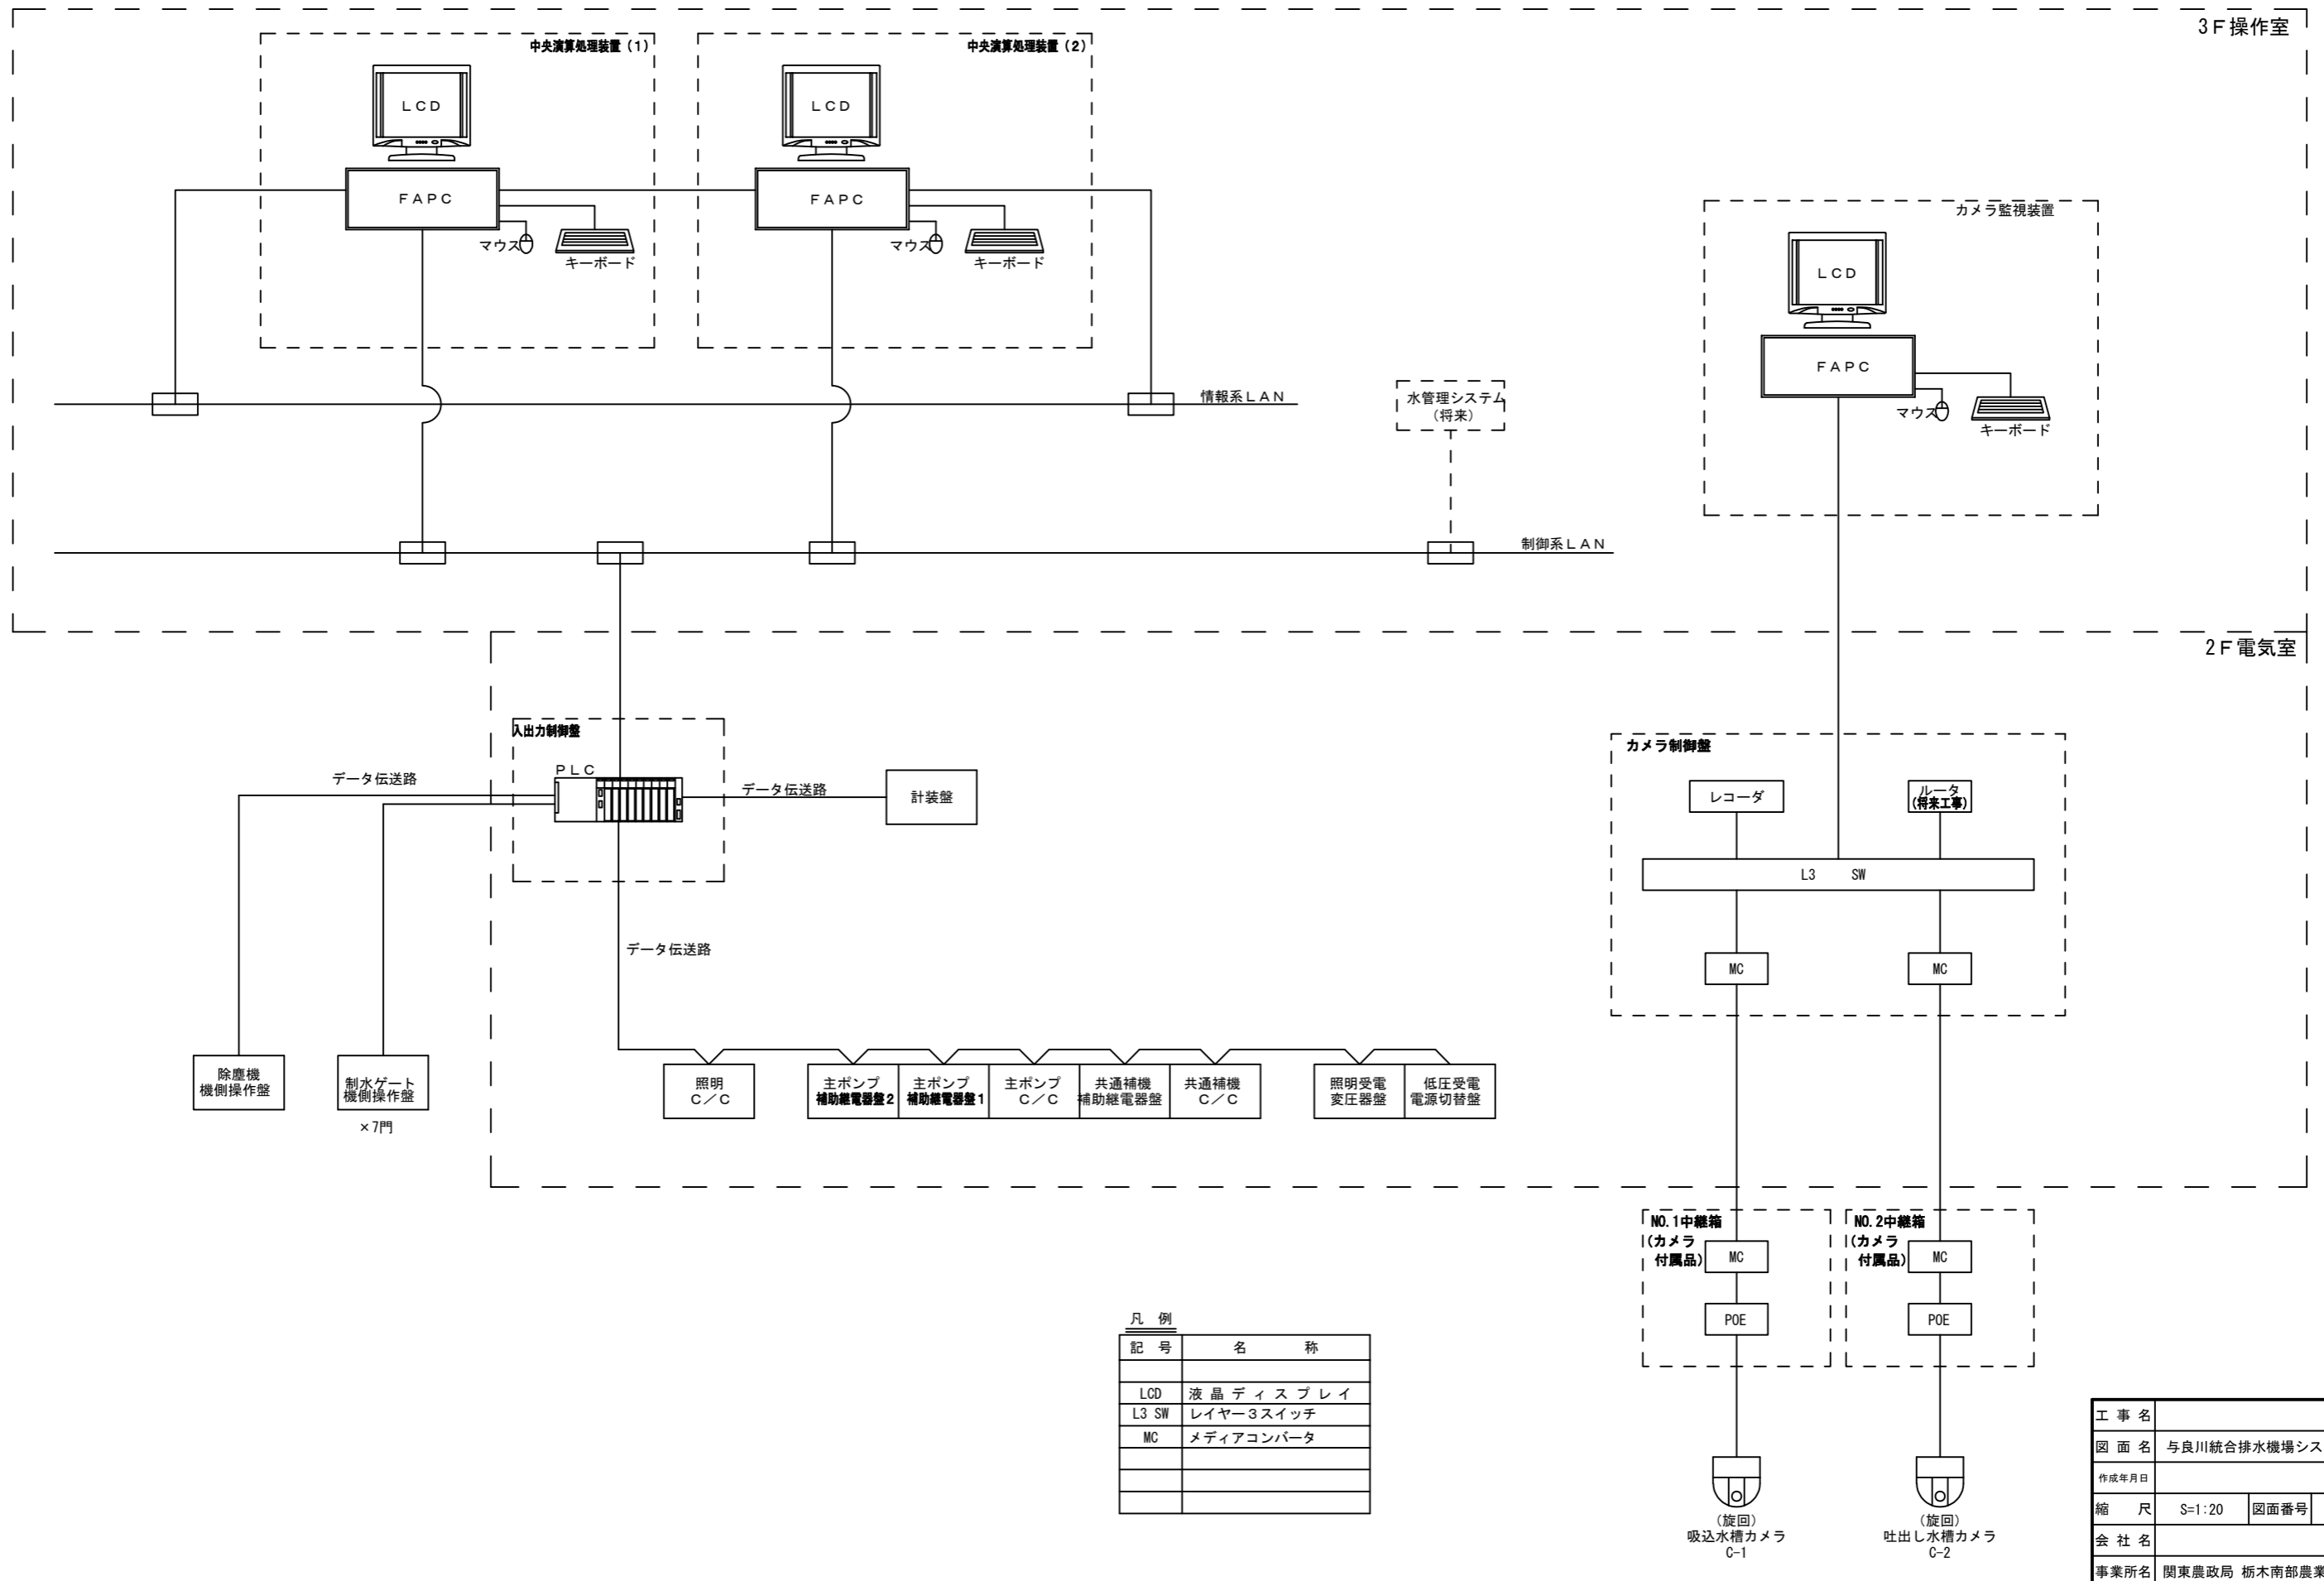 3F操作室
中央演算処理装置(1)
中央演算処理装置(2)
LCD
LCD
FAPC
FAPC
マウス
キーボード
マウス
キーボード
カメラ監視装置
LCD
FAPC
マウス
キーボード
情報系LAN
水管理システム
(将来)
制御系LAN
2F電気室
入出力制御盤
PLC
データ伝送路
データ伝送路
計装盤
データ伝送路
カメラ制御盤
レコーダ
ルータ
(将来工事)
L3 SW
MC
MC
除塵機
機側操作盤
制水ゲート
機側操作盤
×7門
照明
C/C
主ポンプ
補助継電器盤2
主ポンプ
補助継電器盤1
主ポンプ
C/C
共通補機
補助継電器盤
共通補機
C/C
照明受電
変圧器盤
低圧受電
電源切替盤
NO.1中継箱
(カメラ
付属品)
MC
POE
NO.2中継箱
(カメラ
付属品)
MC
POE
(旋回)
吸込水槽カメラ
C-1
(旋回)
吐出し水槽カメラ
C-2
凡 例
記 号 名 称
LCD 液晶ディスプレイ
L3 SW レイヤー3スイッチ
MC メディアコンバータ
工 事 名
図 面 名 与良川統合排水機場シス
作成年月日
縮 尺 S=1:20 図面番号
会 社 名
事業所名 関東農政局 栃木南部農業